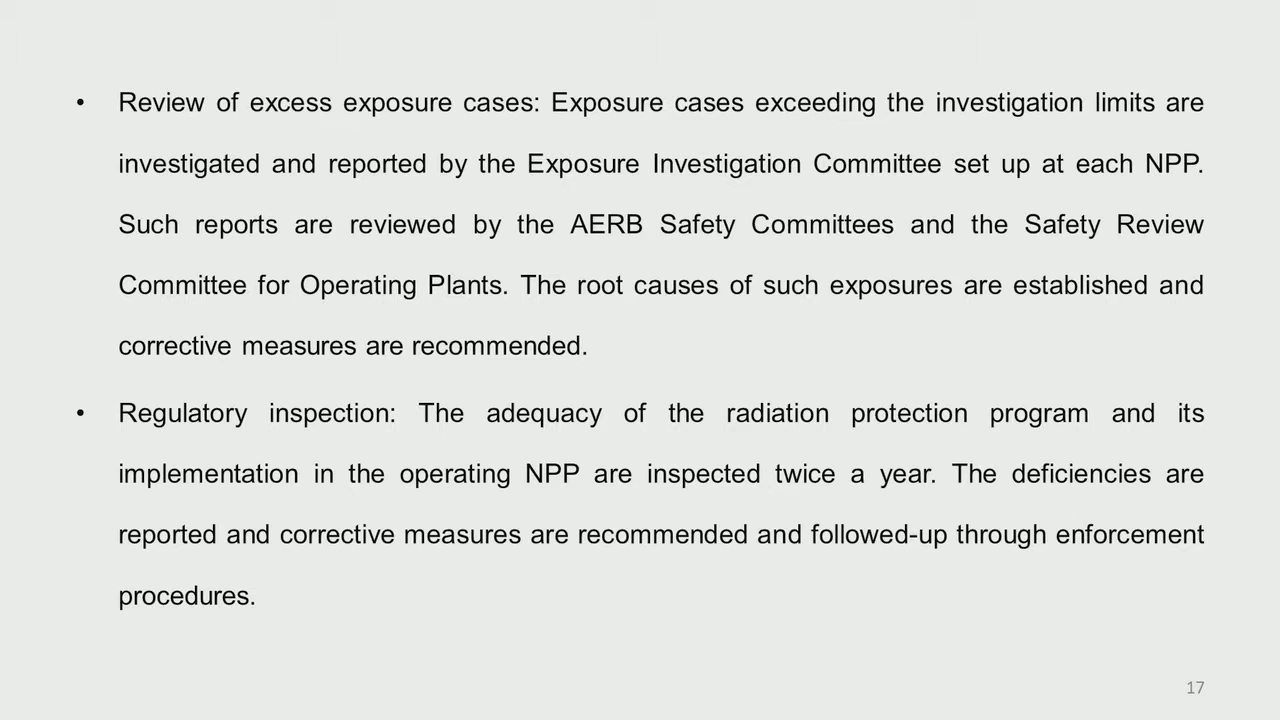 • Review of excess exposure cases: Exposure cases exceeding the investigation limits are
investigated and reported by the Exposure Investigation Committee set up at each NPP.
Such reports are reviewed by the AERB Safety Committees and the Safety Review
Committee for Operating Plants. The root causes of such exposures are established and
corrective measures are recommended.
• Regulatory inspection: The adequacy of the radiation protection program and its
implementation in the operating NPP are inspected twice a year. The deficiencies are
reported and corrective measures are recommended and followed-up through enforcement
procedures.
17